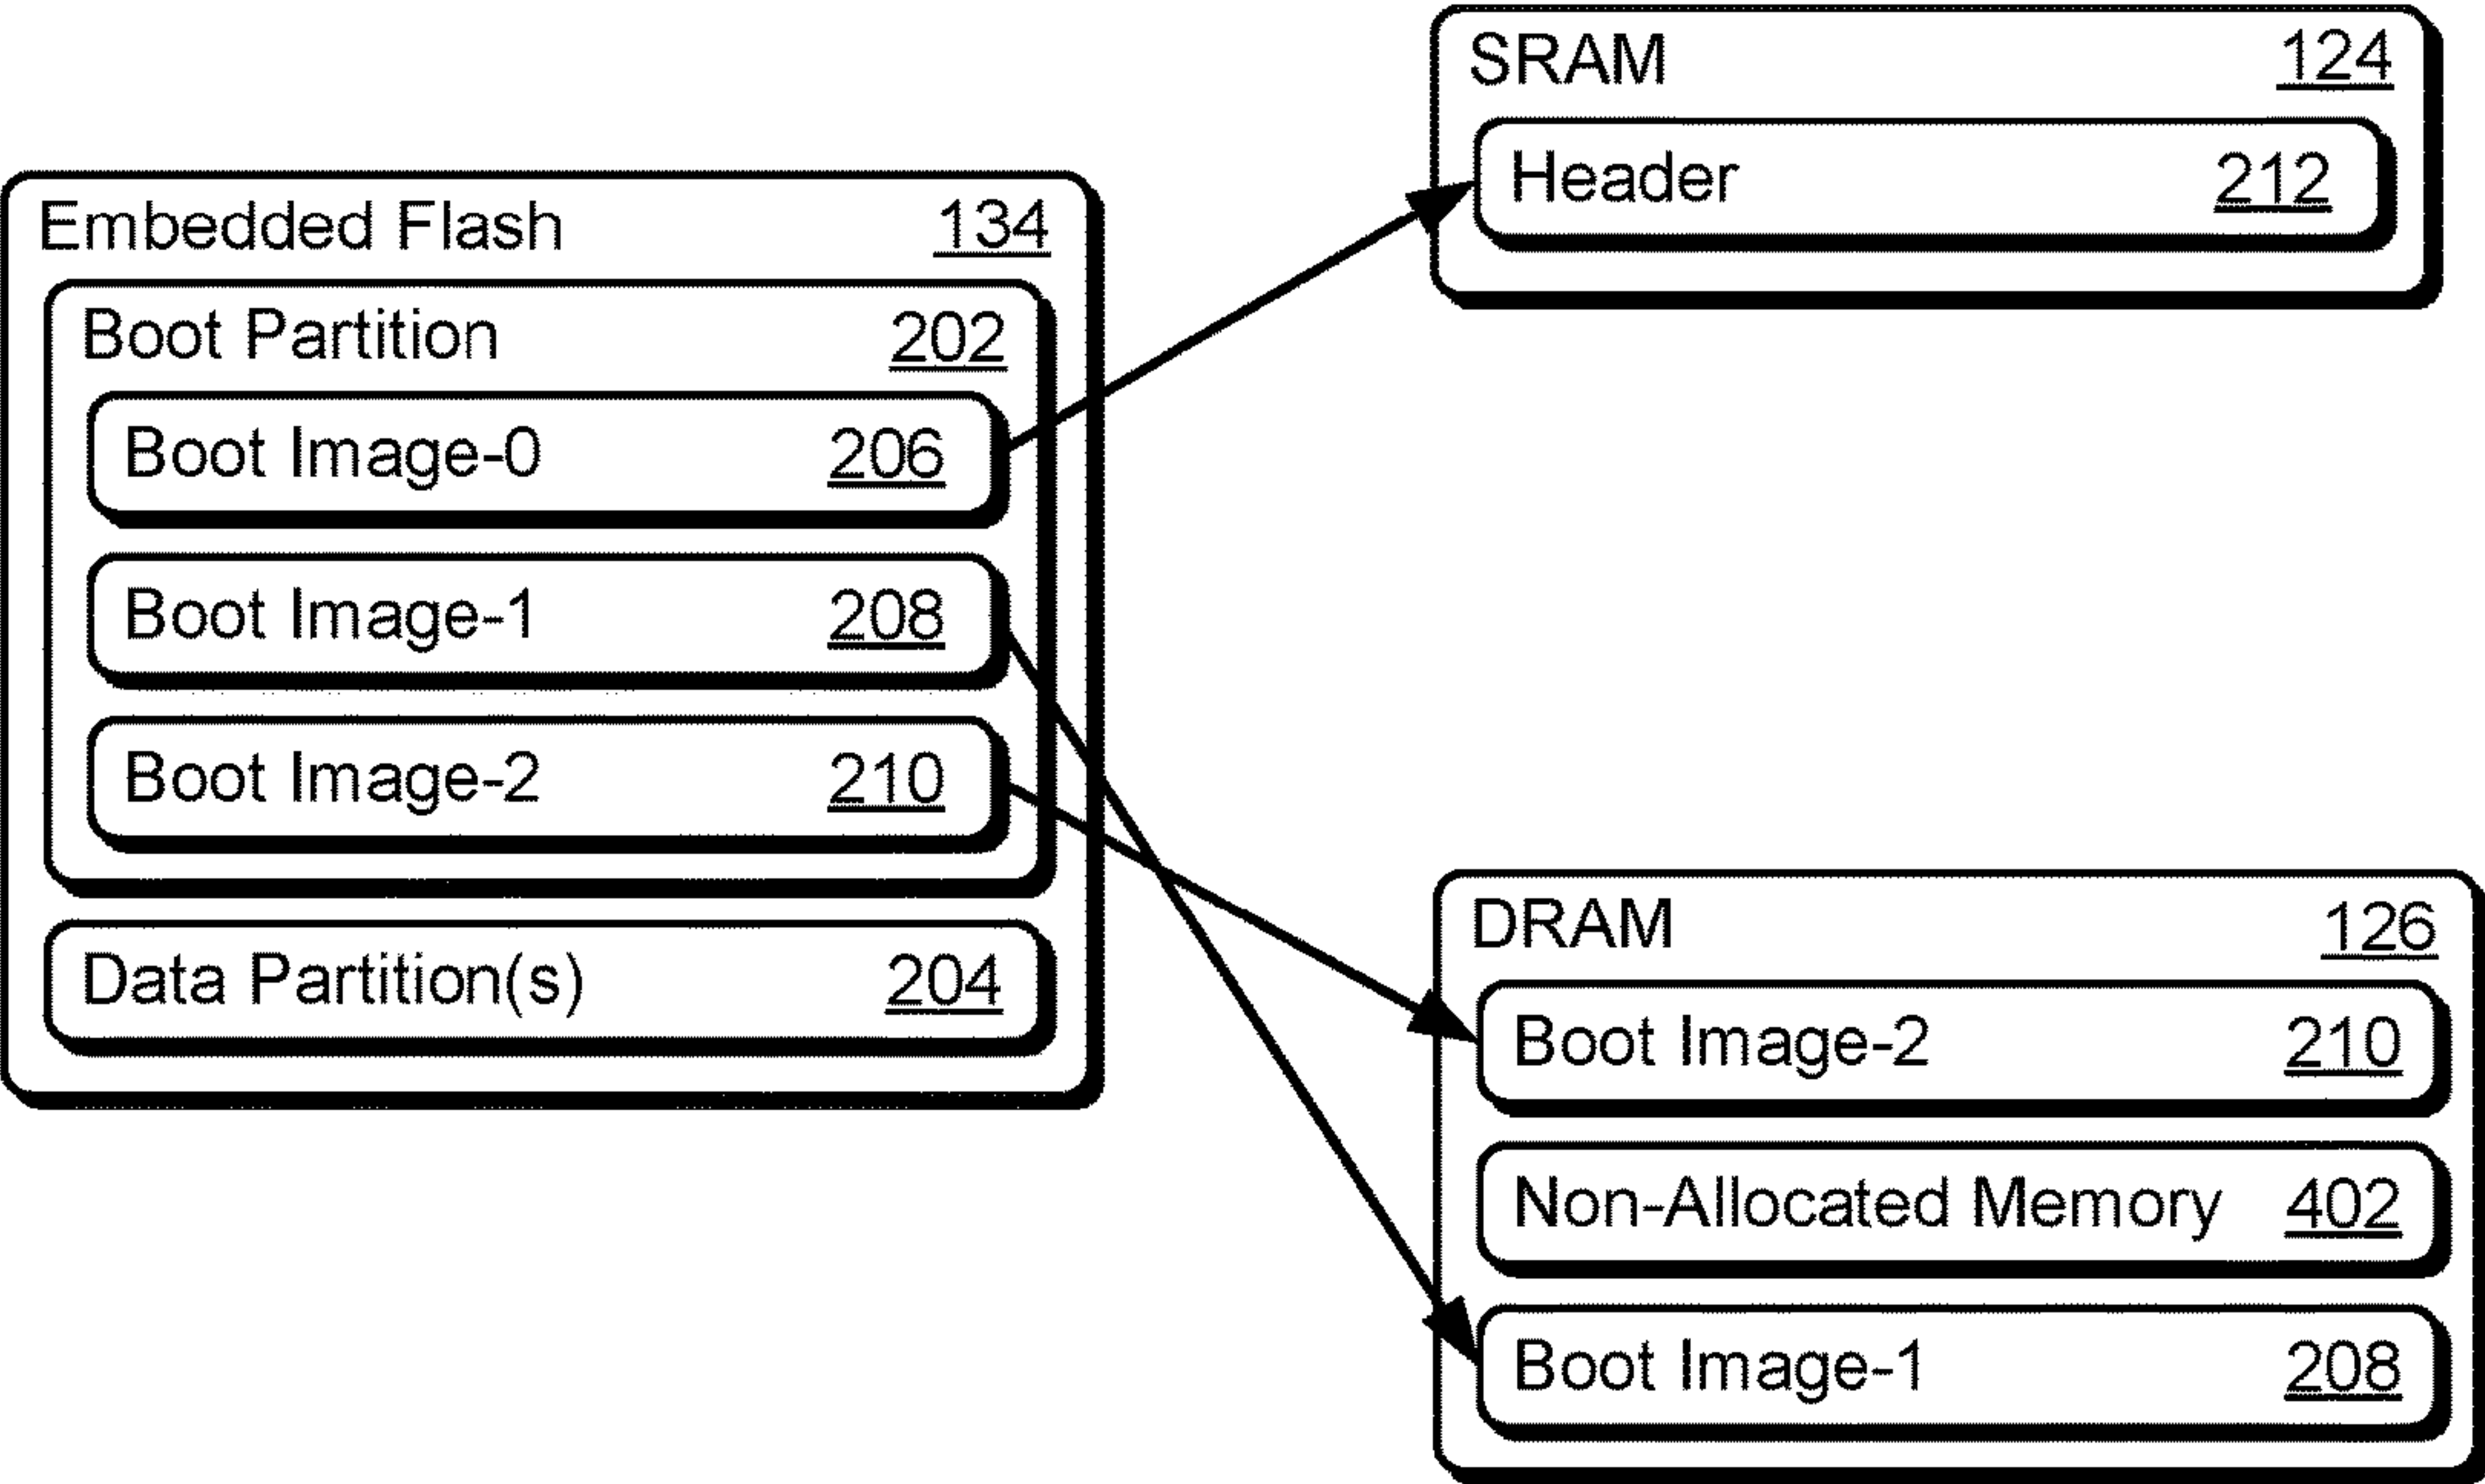 Embedded Flash 134
Boot Partition 202
Boot Image-0 206
Boot Image-1 208
Boot Image-2 210
Data Partition(s) 204
SRAM 124
Header 212
DRAM 126
Boot Image-2 210
Non-Allocated Memory 402
Boot Image-1 208